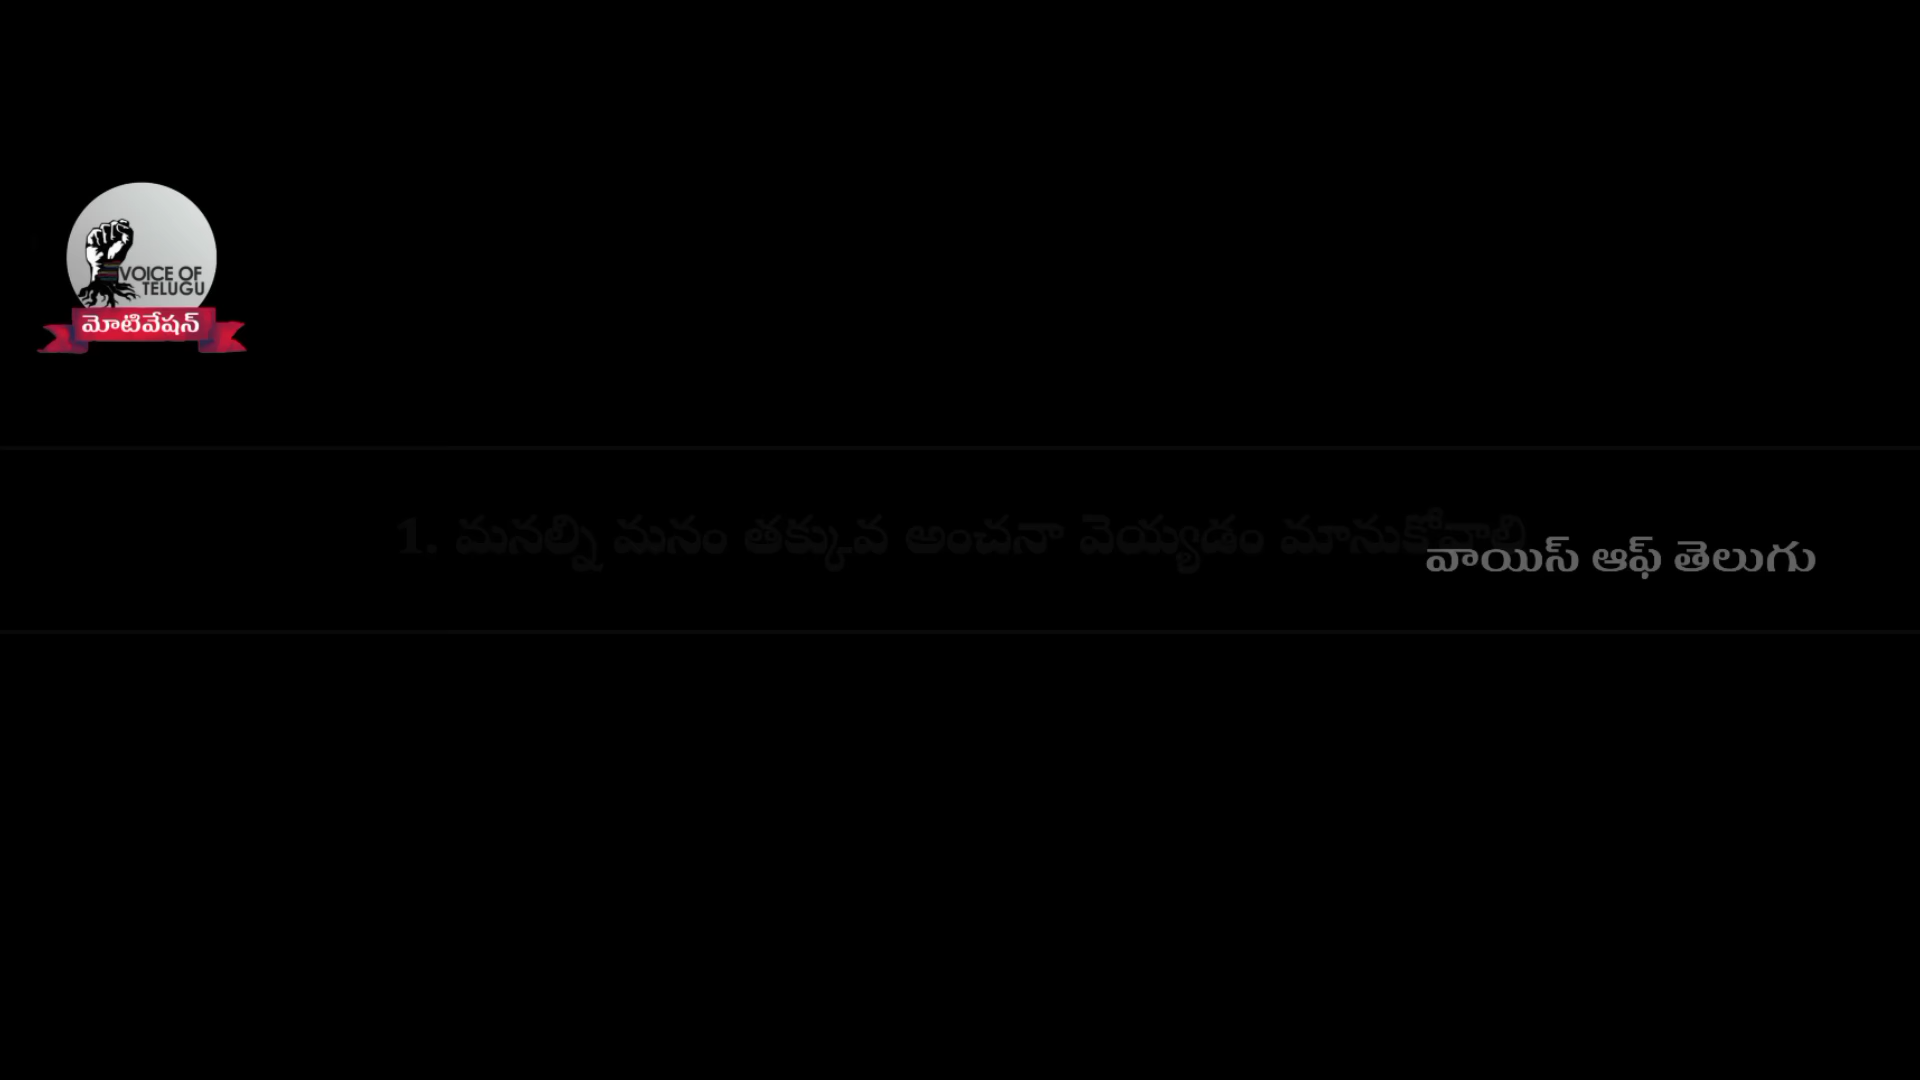 VOICE OF
TELUGU
మోటివేషన్
1. మనల్ని మనం తక్కువ అంచనా వెయ్యడం మానుకోవాలి
వాయిస్ ఆఫ్ తెలుగు